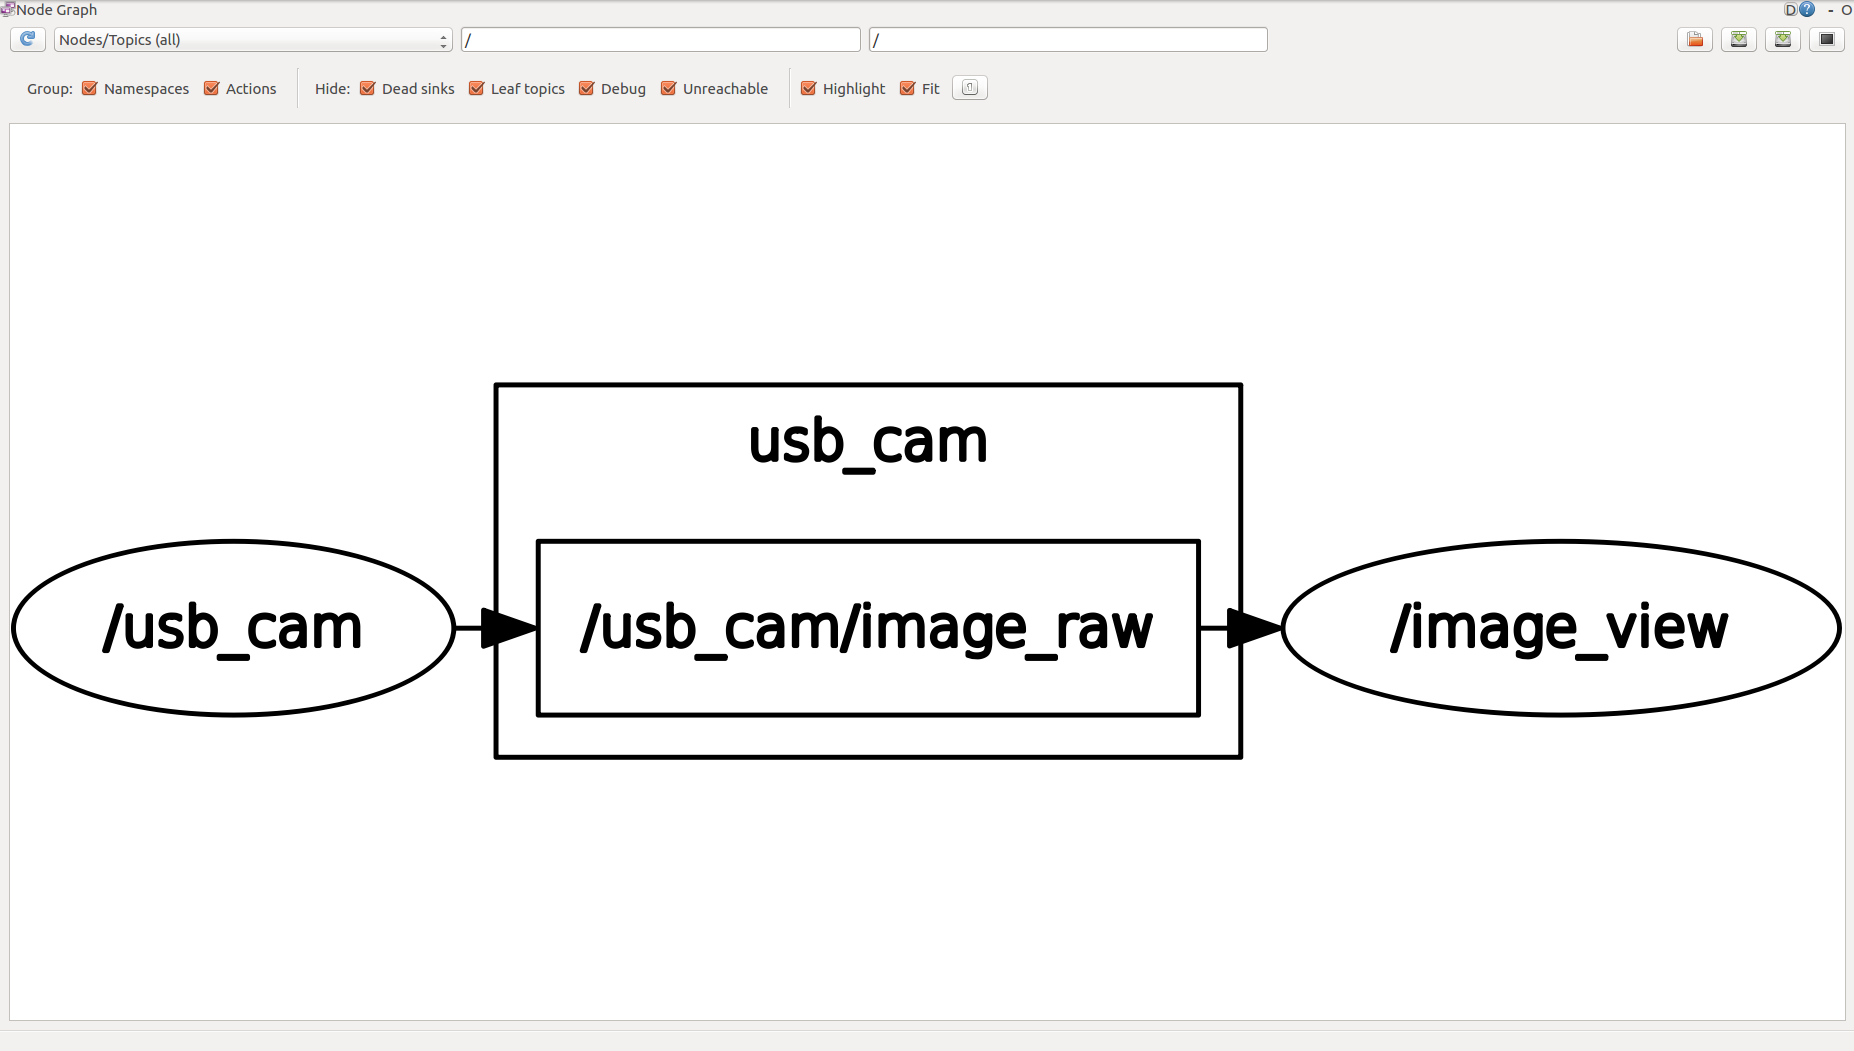 Node Graph
D ? - O
Nodes/Topics (all) / /
Group: Namespaces Actions Hide: Dead sinks Leaf topics Debug Unreachable Highlight Fit
usb_cam
/usb_cam /usb_cam/image_raw /image_view